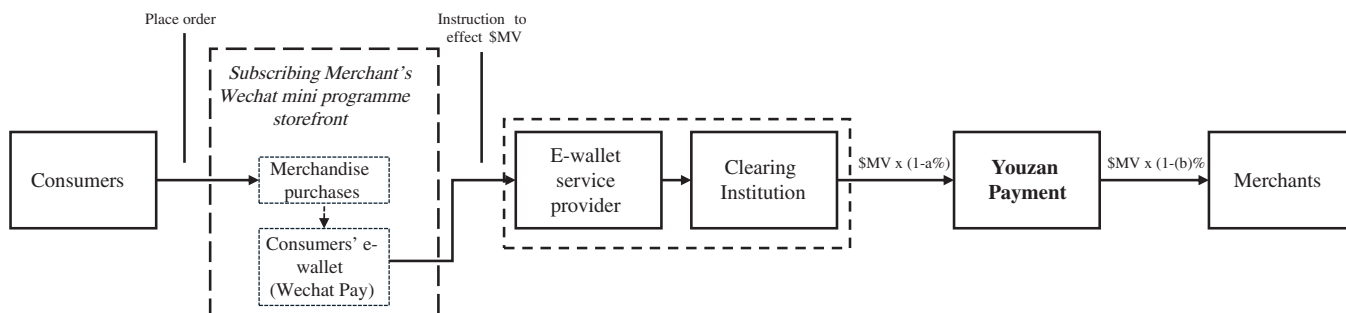 Place order
Instruction to
effect $MV
Subscribing Merchant's
Wechat mini programme
storefront
Consumers
Merchandise
purchases
Consumers' e-
wallet
(Wechat Pay)
E-wallet
service
provider
Clearing
Institution
$MV x (1-a%)
Youzan
Payment
$MV x (1-(b)%
Merchants